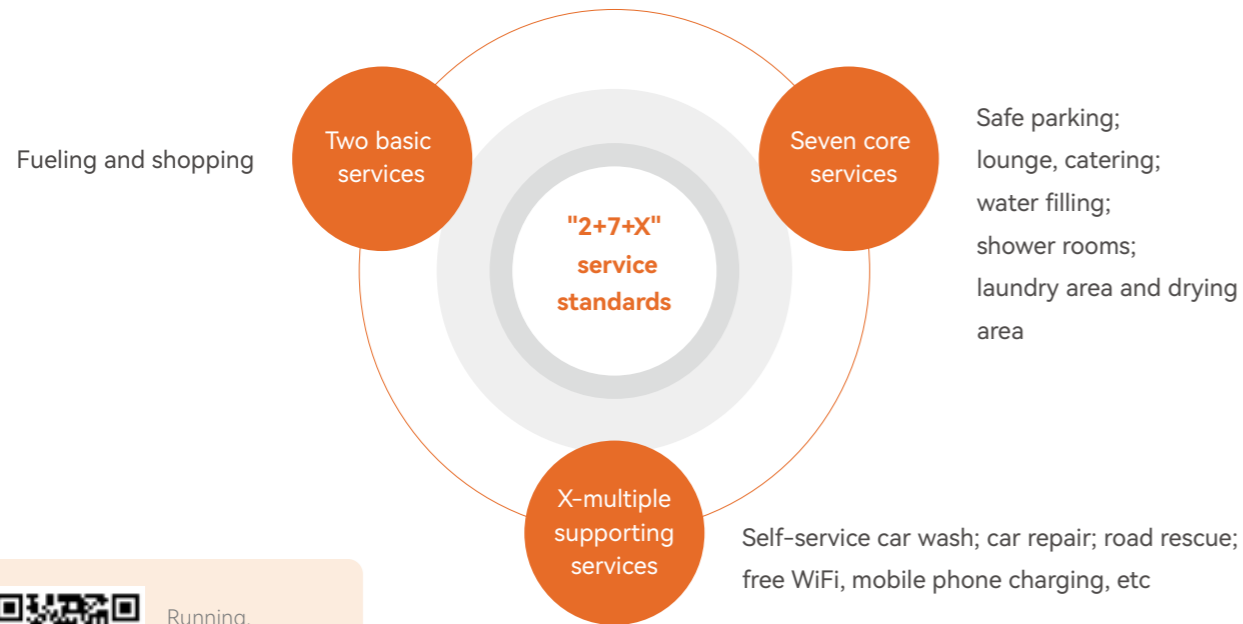 Fueling and shopping
Two basic
services
"2+7+X"
service
standards
Seven core
services
Safe parking;
lounge, catering;
water filling;
shower rooms;
laundry area and drying
area
X-multiple
supporting
services
Self-service car wash; car repair; road rescue;
free WiFi, mobile phone charging, etc
Running,